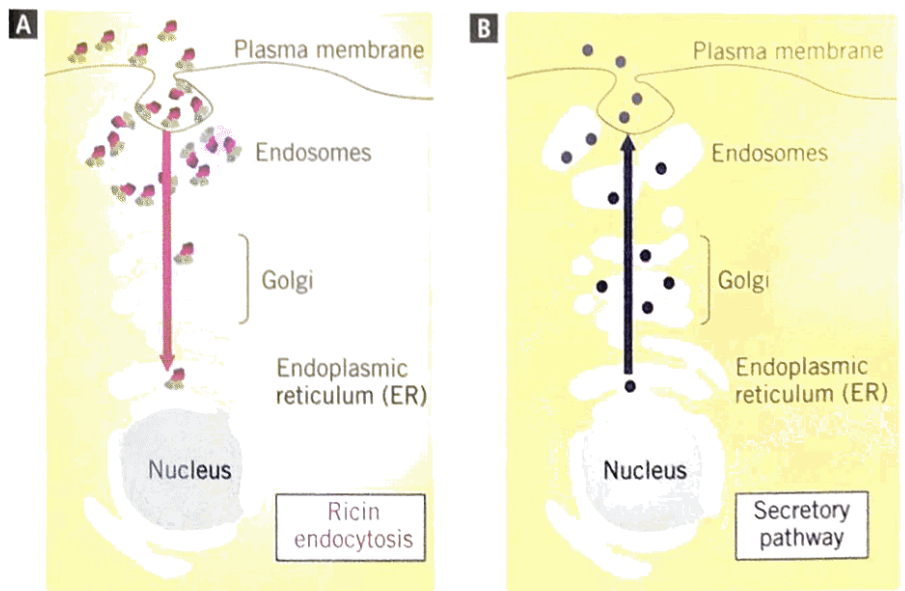 A
Plasma membrane
Endosomes
Golgi
Endoplasmic
reticulum (ER)
Nucleus
Ricin
endocytosis
B
Plasma membrane
Endosomes
Golgi
Endoplasmic
reticulum (ER)
Nucleus
Secretory
pathway